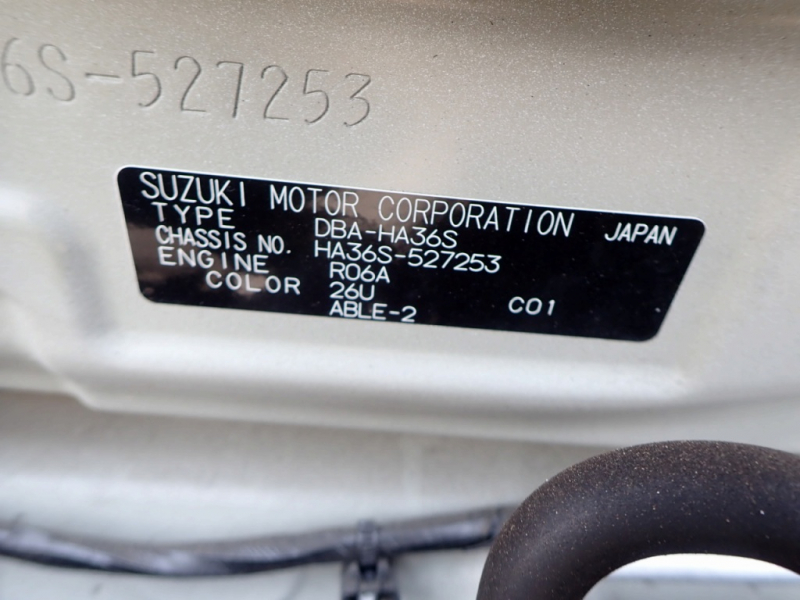 6S-527253
SUZUKI MOTOR CORPORATION JAPAN
TYPE DBA-HA36S
CHASSIS NO. HA36S-527253
ENGINE R06A
COLOR 26U
ABLE-2 C01